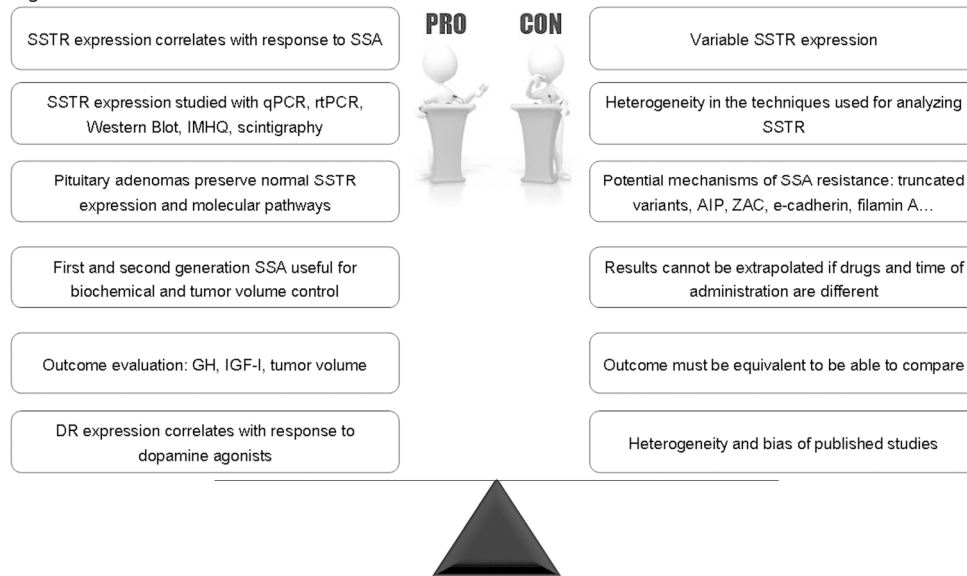 PRO
CON
SSTR expression correlates with response to SSA
Variable SSTR expression
SSTR expression studied with qPCR, rtPCR,
Western Blot, IMHQ, scintigraphy
Heterogeneity in the techniques used for analyzing
SSTR
Pituitary adenomas preserve normal SSTR
expression and molecular pathways
Potential mechanisms of SSA resistance: truncated
variants, AIP, ZAC, e-cadherin, filamin A…
First and second generation SSA useful for
biochemical and tumor volume control
Results cannot be extrapolated if drugs and time of
administration are different
Outcome evaluation: GH, IGF-I, tumor volume
Outcome must be equivalent to be able to compare
DR expression correlates with response to
dopamine agonists
Heterogeneity and bias of published studies